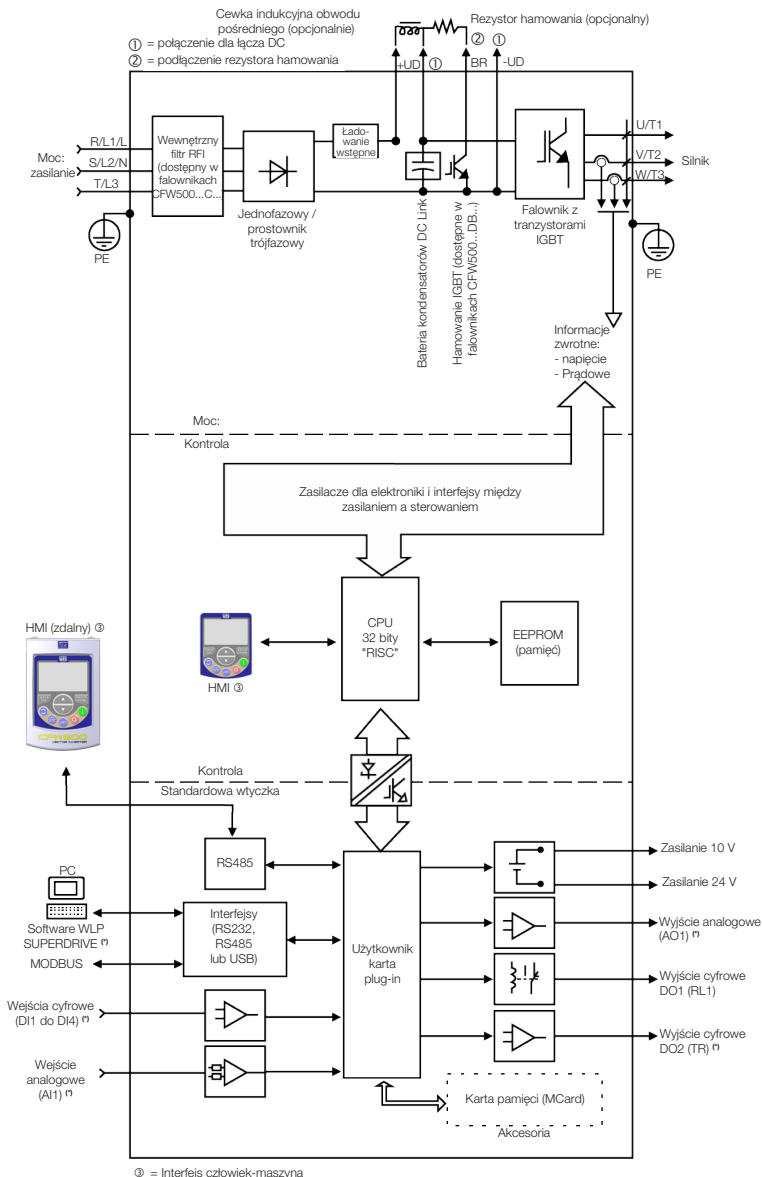 Cewka indukcyjna obwodu
pośredniego (opcjonalnie)
Rezystor hamowania (opcjonalny)
① = połączenie dla łącza DC
② = podłączenie rezystora hamowania
② ①
+UD ① BR -UD
Moc:
zasilanie
R/L1/L
S/L2/N
T/L3
PE
Wewnętrzny
filtr RFI
(dostępny w
falownikach
CFW500...C...)
Jednofazowy /
prostownik
trójfazowy
Łado-
wanie
wstępne
Bateria kondensatorów DC Link
Hamowanie IGBT (dostępne w
falownikach CFW500...DB...)
Falownik z
tranzystorami
IGBT
U/T1
V/T2
W/T3
Silnik
PE
Informacje
zwrotne:
- napięcie
- Prądowe
Moc:
Kontrola
Zasilacze dla elektroniki i interfejsy między
zasilaniem a sterowaniem
HMI (zdalny) ③
HMI ③
CPU
32 bity
"RISC"
EEPROM
(pamięć)
Kontrola
Standardowa wtyczka
RS485
PC
Software WLP
SUPERDRIVE (*)
MODBUS
Interfejsy
(RS232,
RS485
lub USB)
Wejścia cyfrowe
(DI1 do DI4) (*)
Wejście
analogowe
(AI1) (*)
Użytkownik
karta
plug-in
Zasilanie 10 V
Zasilanie 24 V
Wyjście analogowe
(AO1) (*)
Wyjście cyfrowe
DO1 (RL1)
Wyjście cyfrowe
DO2 (TR) (*)
Karta pamięci (MCard)
Akcesoria
③ = Interfejs człowiek-maszyna